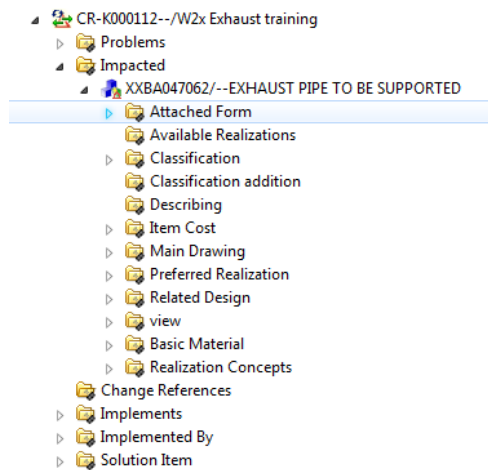 CR-K000112--/W2x Exhaust training
Problems
Impacted
XXBA047062/--EXHAUST PIPE TO BE SUPPORTED
Attached Form
Available Realizations
Classification
Classification addition
Describing
Item Cost
Main Drawing
Preferred Realization
Related Design
view
Basic Material
Realization Concepts
Change References
Implements
Implemented By
Solution Item